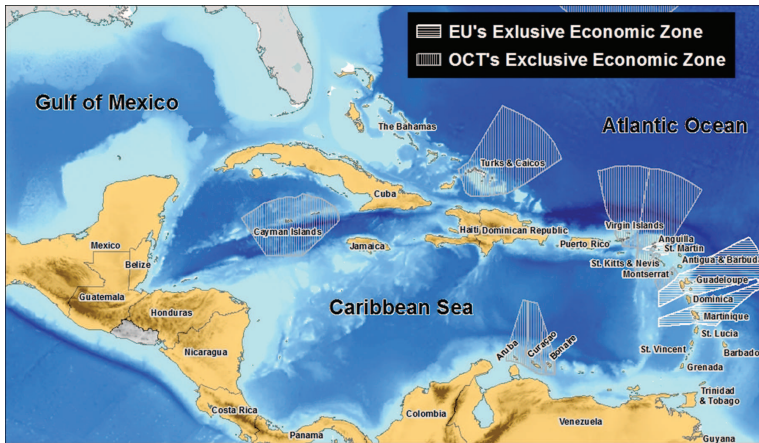 EU's Exlusive Economic Zone
OCT's Exclusive Economic Zone
Gulf of Mexico
Atlantic Ocean
The Bahamas
Turks & Caicos
Cuba
Cayman Islands
Virgin Islands
Haiti
Dominican Republic
Puerto Rico
Anguilla
St. Martin
Jamaica
Mexico
Belize
St. Kitts & Nevis
Antigua & Barbuda
Montserrat
Guadeloupe
Guatemala
Honduras
Caribbean Sea
Dominica
Martinique
Nicaragua
Aruba
Curaçao
Bonaire
St. Lucia
St. Vincent
Barbados
Grenada
Costa Rica
Panama
Colombia
Venezuela
Trinidad
& Tobago
Guyana